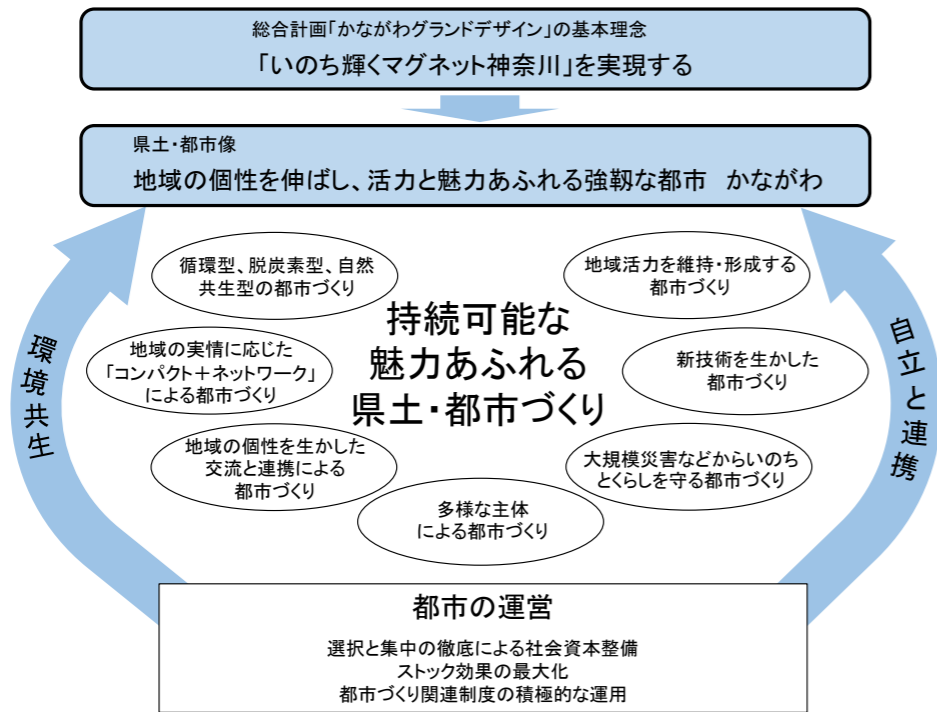 総合計画「かながわグランドデザイン」の基本理念
「いのち輝くマグネット神奈川」を実現する
県土・都市像
地域の個性を伸ばし、活力と魅力あふれる強靱な都市　かながわ
循環型、脱炭素型、自然
共生型の都市づくり
地域活力を維持・形成する
都市づくり
持続可能な
魅力あふれる
県土・都市づくり
環境共生
自立と連携
地域の実情に応じた
「コンパクト＋ネットワーク」
による都市づくり
新技術を生かした
都市づくり
地域の個性を生かした
交流と連携による
都市づくり
大規模災害などからいのち
とくらしを守る都市づくり
多様な主体
による都市づくり
都市の運営
選択と集中の徹底による社会資本整備
ストック効果の最大化
都市づくり関連制度の積極的な運用